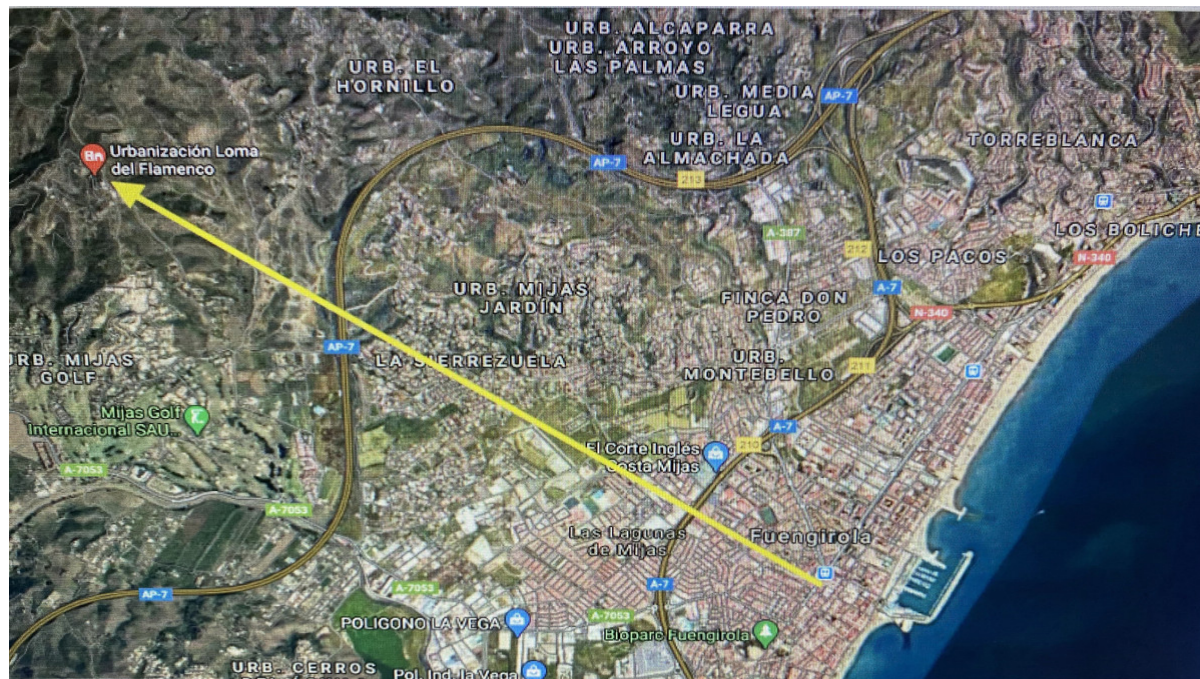 URB. ALCAPARRA
URB. ARROYO
LAS PALMAS
URB. EL
HORNILLO
URB. MEDIA
LEGUA
AP-7
URB. LA
ALMACHADA
TORREBLANCA
Urbanización Loma
del Flamenco
AP-7
213
A-387
212
LOS PACOS
LOS BOLICHE
N-340
URB. MIJAS
JARDÍN
FINCA DON
PEDRO
A-7
N-340
AP-7
URB. MIJAS
GOLF
LA SIERREZUELA
URB.
MONTEBELLO
211
Mijas Golf
Internacional SAU...
A-7
210
El Corte Inglés
Costa Mijas
A-7053
A-7053
Las Lagunas
de Mijas
Fuengirola
A-7
AP-7
A-7053
A-7053
POLIGONO LA VEGA
Bioparc Fuengirola
URB. CERROS
Pol. Ind. la Vega